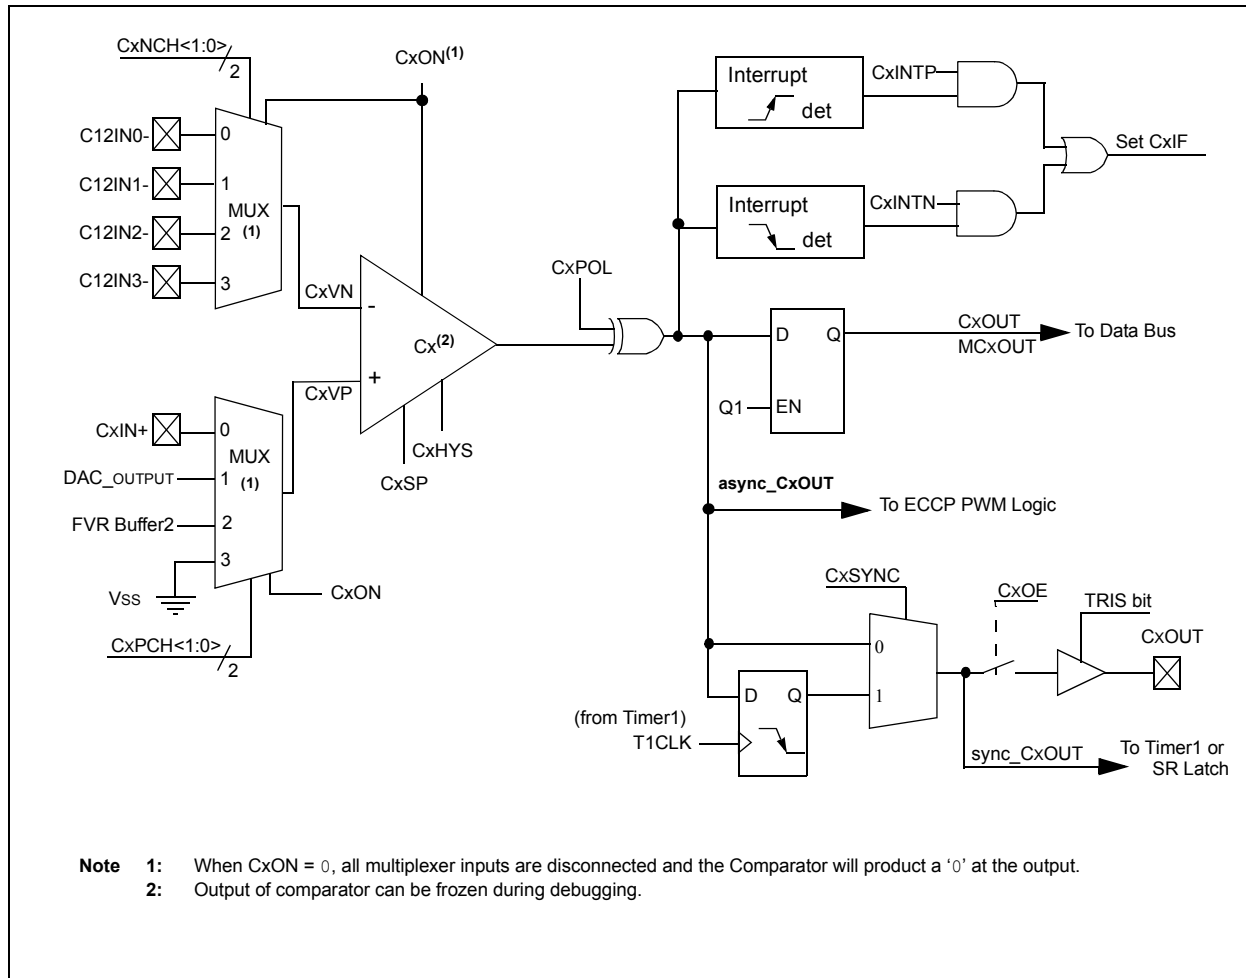 CxNCH<1:0>
2
CxON(1)
C12IN0-
0
C12IN1-
1
MUX
(1)
C12IN2-
2
C12IN3-
3
CxVN
-
Cx(2)
+
CxVP
CxHYS
CxSP
CxIN+
0
MUX
(1)
DAC_OUTPUT
1
FVR Buffer2
2
3
VSS
CxON
CxPCH<1:0>
2
Interrupt
det
CxINTP
Set CxIF
Interrupt
det
CxINTN
CxPOL
D
Q
Q1
EN
CxOUT
MCxOUT
To Data Bus
async_CxOUT
To ECCP PWM Logic
CxSYNC
0
1
CxOE
TRIS bit
CxOUT
D
Q
(from Timer1)
T1CLK
sync_CxOUT
To Timer1 or
SR Latch
Note 1: When CxON = 0, all multiplexer inputs are disconnected and the Comparator will product a ‘0’ at the output.
2: Output of comparator can be frozen during debugging.